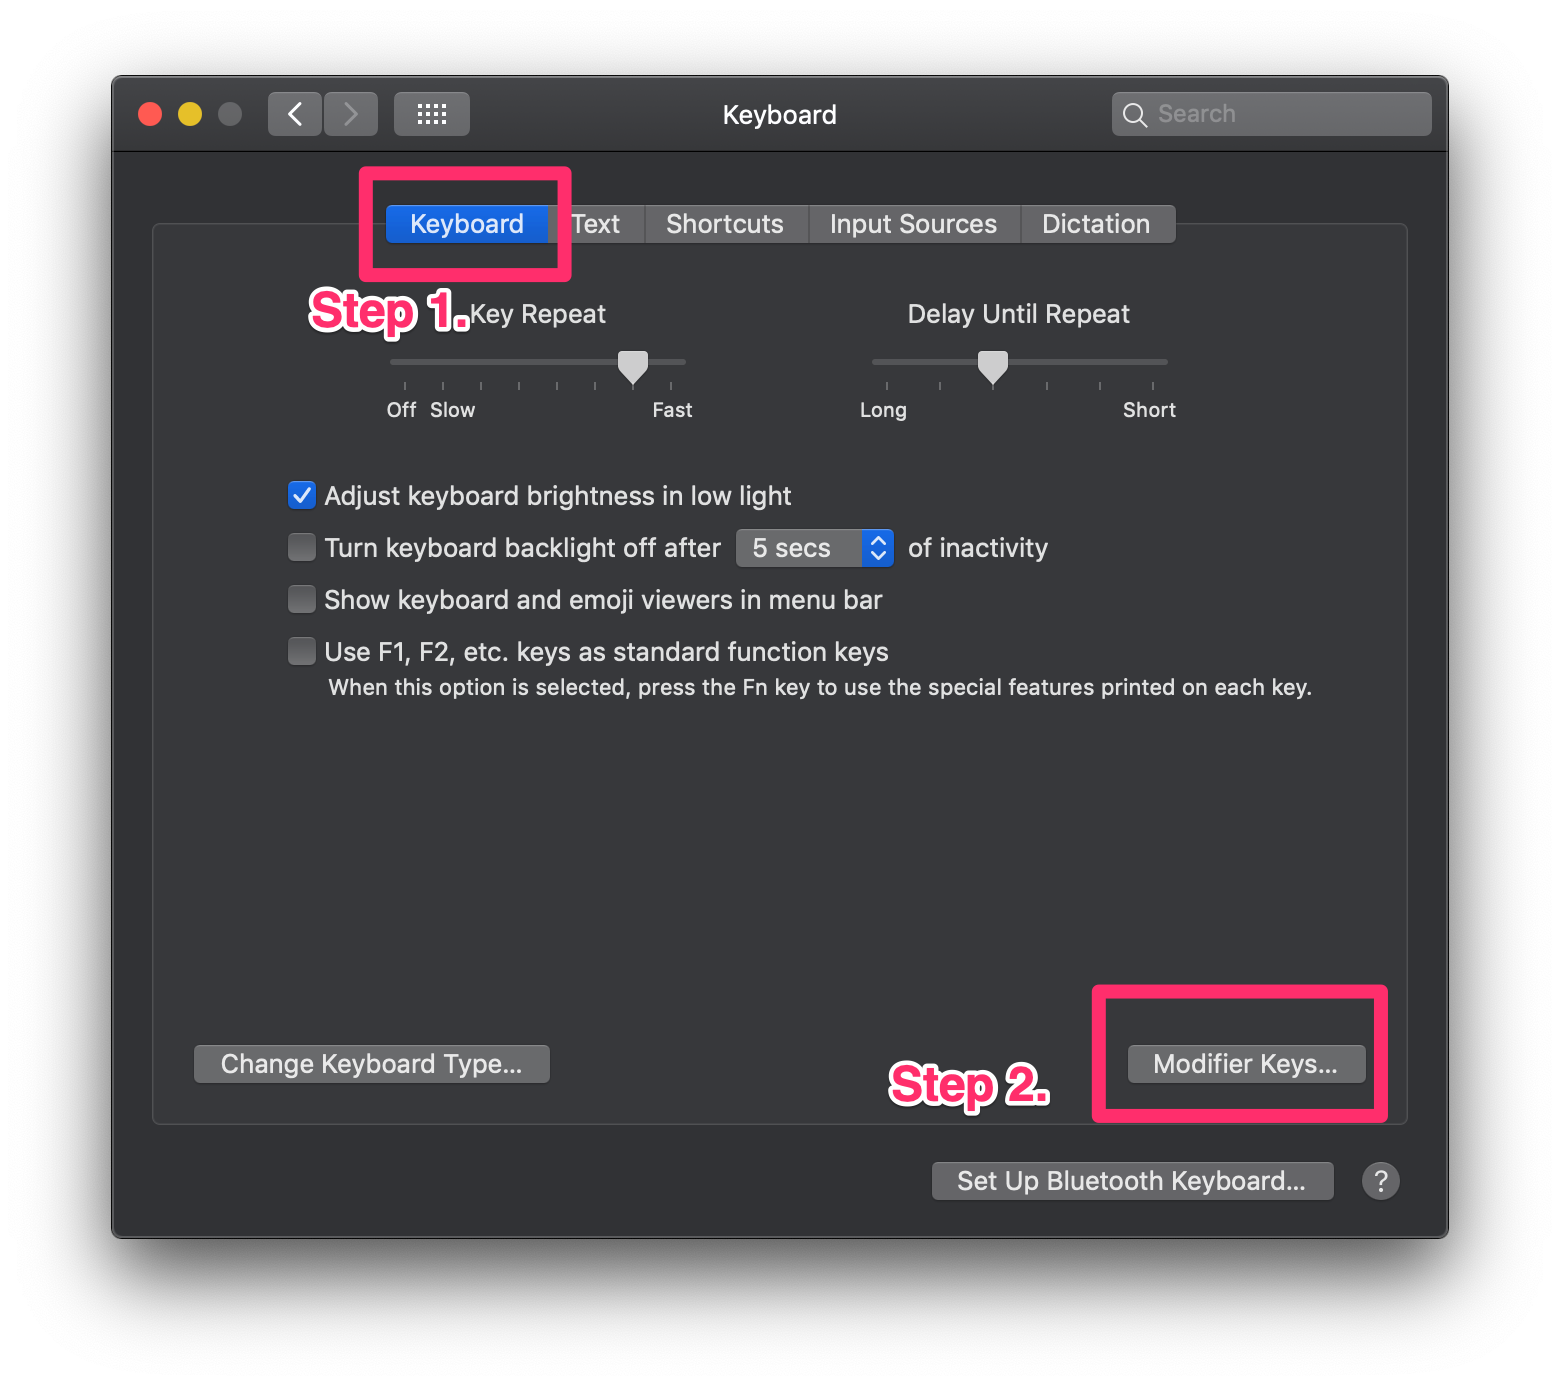 Keyboard
Search
Keyboard Text Shortcuts Input Sources Dictation
Step 1.
Key Repeat
Delay Until Repeat
Off Slow Fast
Long Short
Adjust keyboard brightness in low light
Turn keyboard backlight off after 5 secs of inactivity
Show keyboard and emoji viewers in menu bar
Use F1, F2, etc. keys as standard function keys
When this option is selected, press the Fn key to use the special features printed on each key.
Change Keyboard Type...
Step 2.
Modifier Keys...
Set Up Bluetooth Keyboard...
?